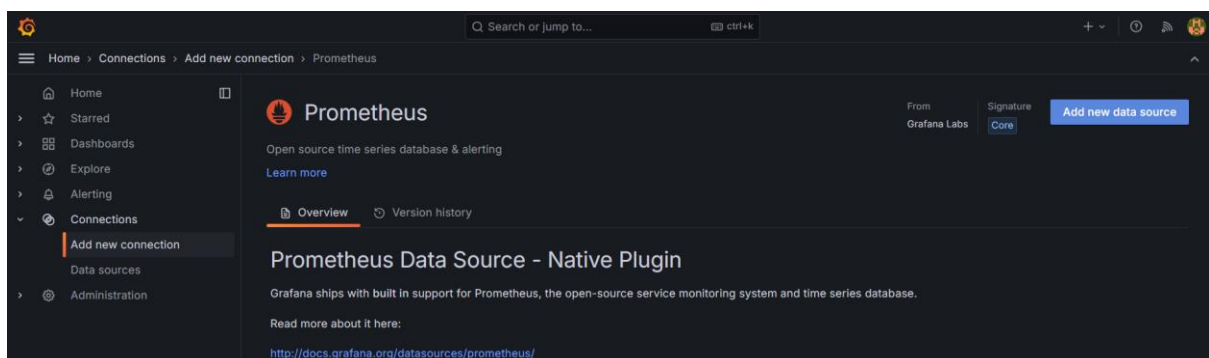 Search or jump to... ctrl+k
Home › Connections › Add new connection › Prometheus
Home
Starred
Dashboards
Explore
Alerting
Connections
Add new connection
Data sources
Administration
Prometheus
From
Grafana Labs
Signature
Core
Add new data source
Open source time series database & alerting
Learn more
Overview Version history
Prometheus Data Source - Native Plugin
Grafana ships with built in support for Prometheus, the open-source service monitoring system and time series database.
Read more about it here:
http://docs.grafana.org/datasources/prometheus/